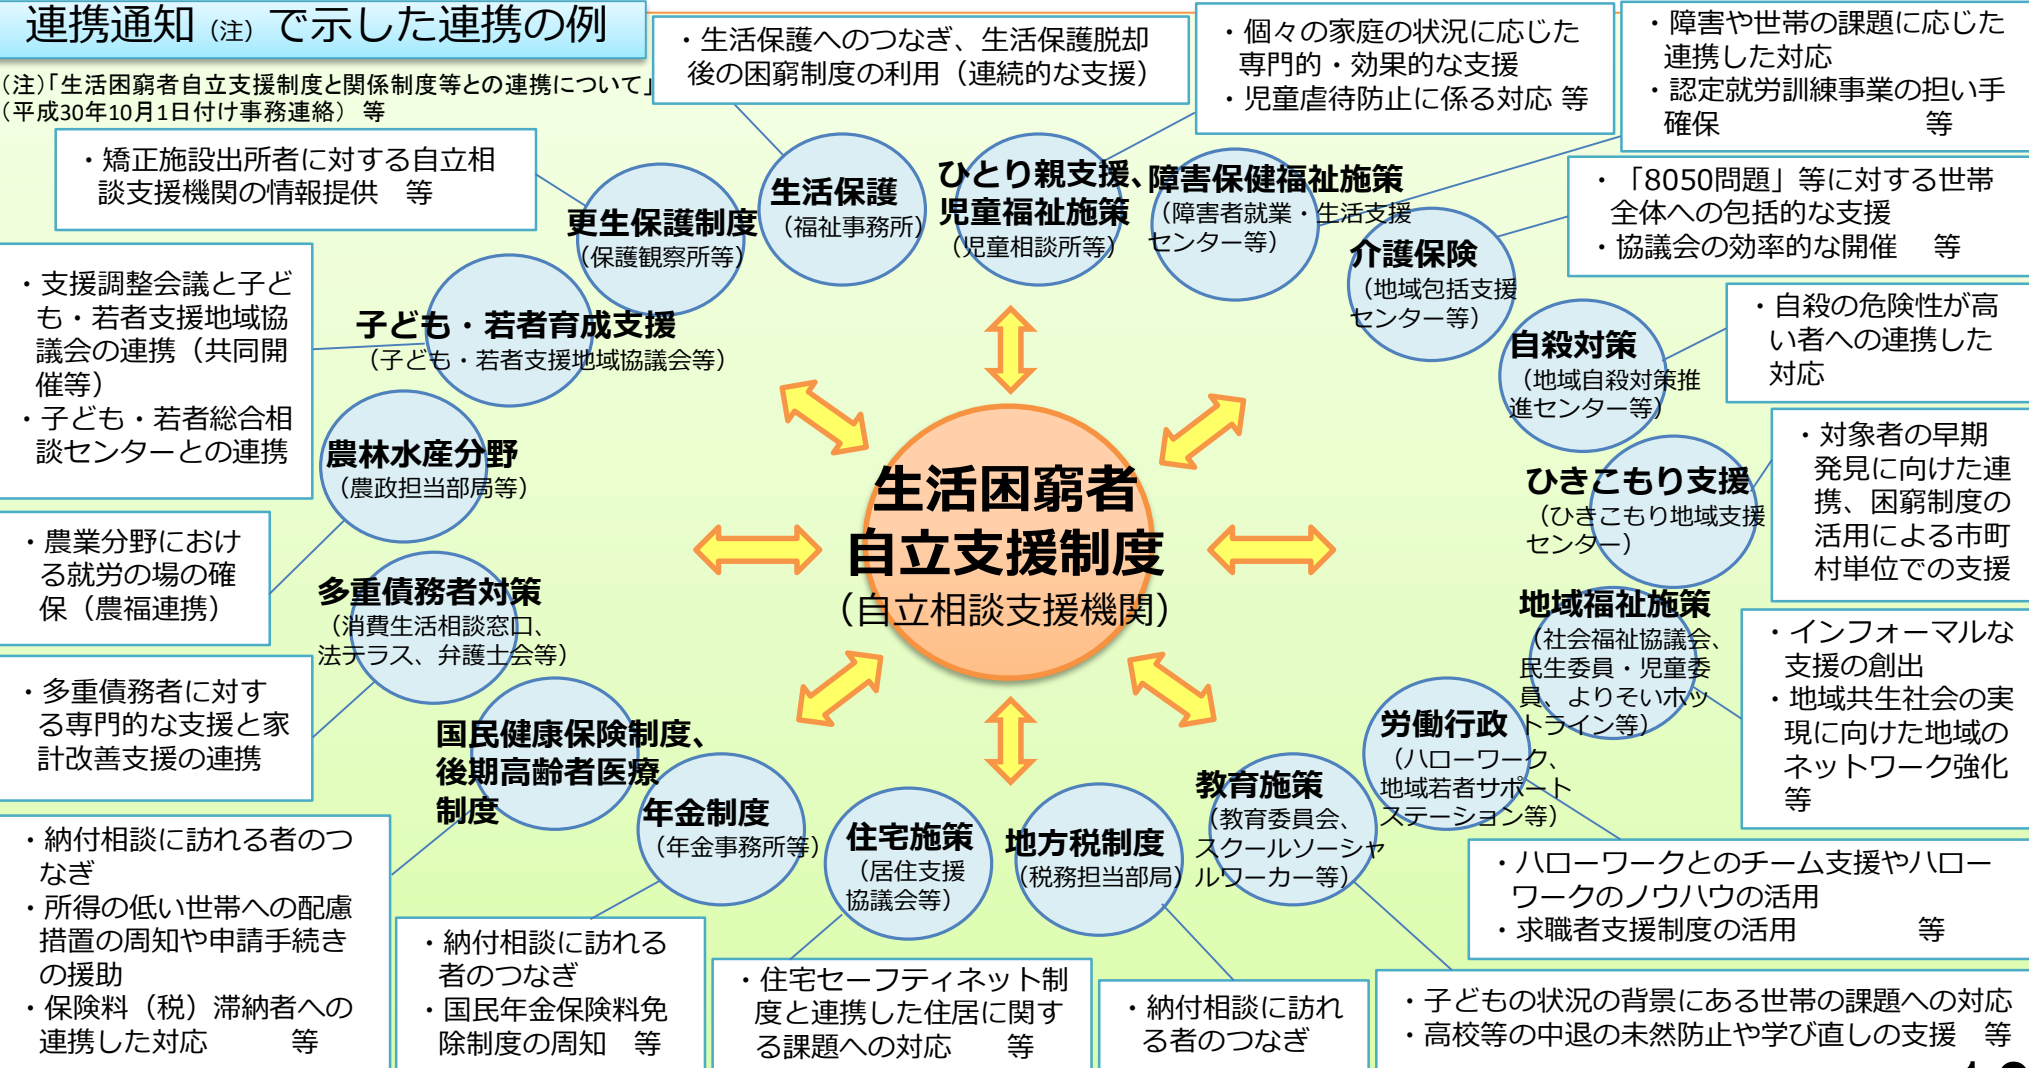 連携通知（注）で示した連携の例
（注）「生活困窮者自立支援制度と関係制度等との連携について」
（平成30年10月1日付け事務連絡） 等
・生活保護へのつなぎ、生活保護脱却
後の困窮制度の利用（連続的な支援）
・個々の家庭の状況に応じた
専門的・効果的な支援
・児童虐待防止に係る対応 等
・障害や世帯の課題に応じた
連携した対応
・認定就労訓練事業の担い手
確保　　　　　　　等
・矯正施設出所者に対する自立相
談支援機関の情報提供　等
・「8050問題」等に対する世帯
全体への包括的な支援
・協議会の効率的な開催　等
更生保護制度
（保護観察所等）
生活保護
（福祉事務所）
ひとり親支援、
児童福祉施策
（児童相談所等）
障害保健福祉施策
（障害者就業・生活支援
センター等）
介護保険
（地域包括支援
センター等）
・支援調整会議と子ど
も・若者支援地域協
議会の連携（共同開
催等）
・子ども・若者総合相
談センターとの連携
子ども・若者育成支援
（子ども・若者支援地域協議会等）
自殺対策
（地域自殺対策推
進センター等）
・自殺の危険性が高
い者への連携した
対応
農林水産分野
（農政担当部局等）
・農業分野におけ
る就労の場の確
保（農福連携）
ひきこもり支援
（ひきこもり地域支援
センター）
・対象者の早期
発見に向けた連
携、困窮制度の
活用による市町
村単位での支援
生活困窮者
自立支援制度
（自立相談支援機関）
多重債務者対策
（消費生活相談窓口、
法テラス、弁護士会等）
・多重債務者に対す
る専門的な支援と家
計改善支援の連携
地域福祉施策
（社会福祉協議会、
民生委員・児童委
員、よりそいホッ
トライン等）
・インフォーマルな
支援の創出
・地域共生社会の実
現に向けた地域の
ネットワーク強化
等
国民健康保険制度、
後期高齢者医療
制度
年金制度
（年金事務所等）
住宅施策
（居住支援
協議会等）
地方税制度
（税務担当部局）
教育施策
（教育委員会、
スクールソーシャ
ルワーカー等）
労働行政
（ハローワーク、
地域若者サポート
ステーション等）
・納付相談に訪れる者のつ
なぎ
・所得の低い世帯への配慮
措置の周知や申請手続き
の援助
・保険料（税）滞納者への
連携した対応　　　等
・納付相談に訪れる
者のつなぎ
・国民年金保険料免
除制度の周知　等
・住宅セーフティネット制
度と連携した住居に関す
る課題への対応　　等
・納付相談に訪れ
る者のつなぎ
・ハローワークとのチーム支援やハロー
ワークのノウハウの活用
・求職者支援制度の活用　　　　等
・子どもの状況の背景にある世帯の課題への対応
・高校等の中退の未然防止や学び直しの支援　等